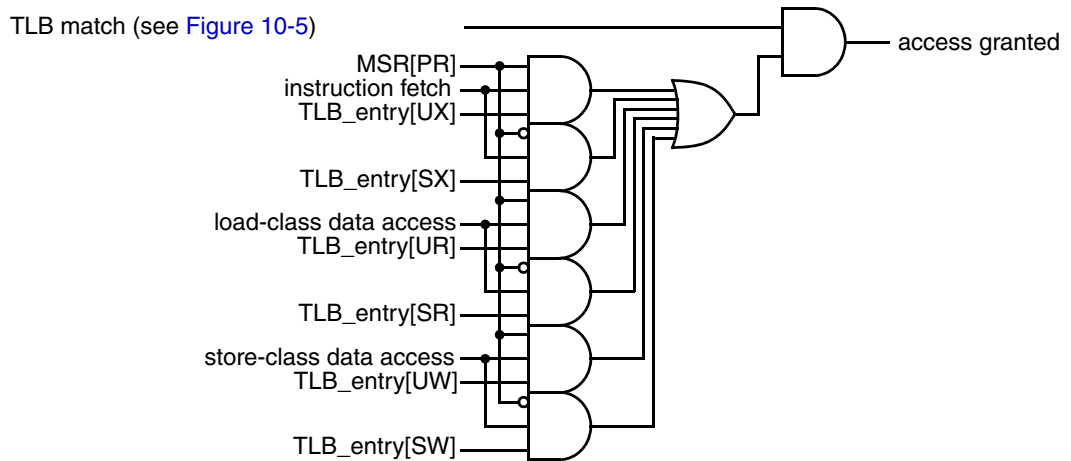 TLB match (see Figure 10-5)
access granted
MSR[PR]
instruction fetch
TLB_entry[UX]
TLB_entry[SX]
load-class data access
TLB_entry[UR]
TLB_entry[SR]
store-class data access
TLB_entry[UW]
TLB_entry[SW]